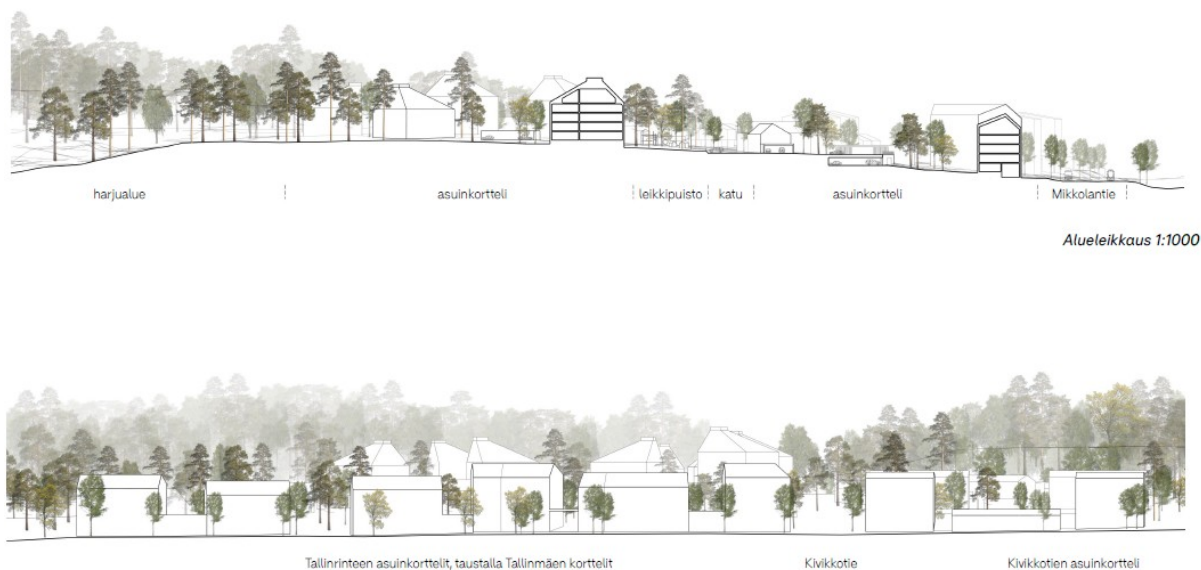 harjualue
asuinkortteli
leikkipuisto
katu
asuinkortteli
Mikkolantie
Alueleikkaus 1:1000
Tallinrinteen asuinkorttelit, taustalla Tallinmäen korttelit
Kivikkotie
Kivikkotien asuinkortteli